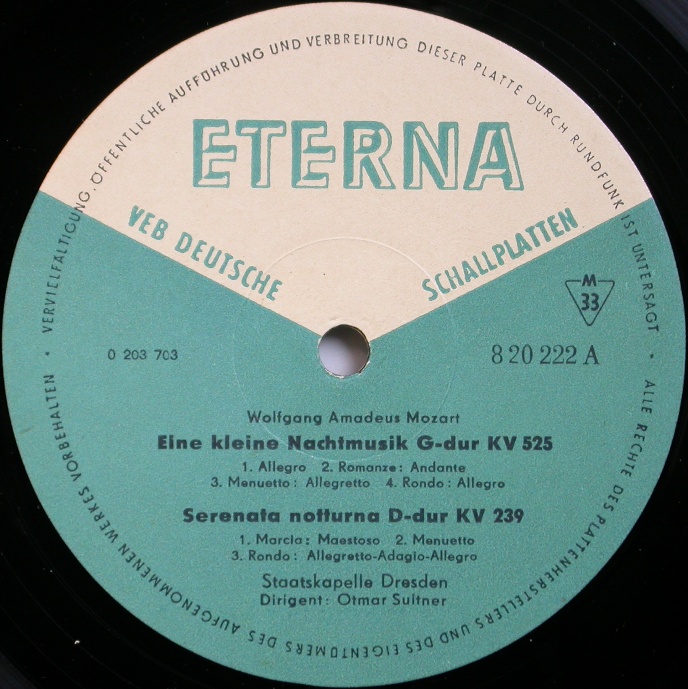 VERVIELFÄLTIGUNG, ÖFFENTLICHE AUFFÜHRUNG UND VERBREITUNG DIESER PLATTE DURCH RUNDFUNK IST UNTERSAGT • ALLE RECHTE DES PLATTENHERSTELLERS UND DES EIGENTÜMERS DES AUFGENOMMENEN WERKES VORBEHALTEN •
ETERNA
VEB DEUTSCHE
SCHALLPLATTEN
M
33
0 203 703
8 20 222 A
Wolfgang Amadeus Mozart
Eine kleine Nachtmusik G-dur KV 525
1. Allegro 2. Romanze: Andante
3. Menuetto: Allegretto 4. Rondo: Allegro
Serenata notturna D-dur KV 239
1. Marcia: Maestoso 2. Menuetto
3. Rondo: Allegretto-Adagio-Allegro
Staatskapelle Dresden
Dirigent: Otmar Suitner